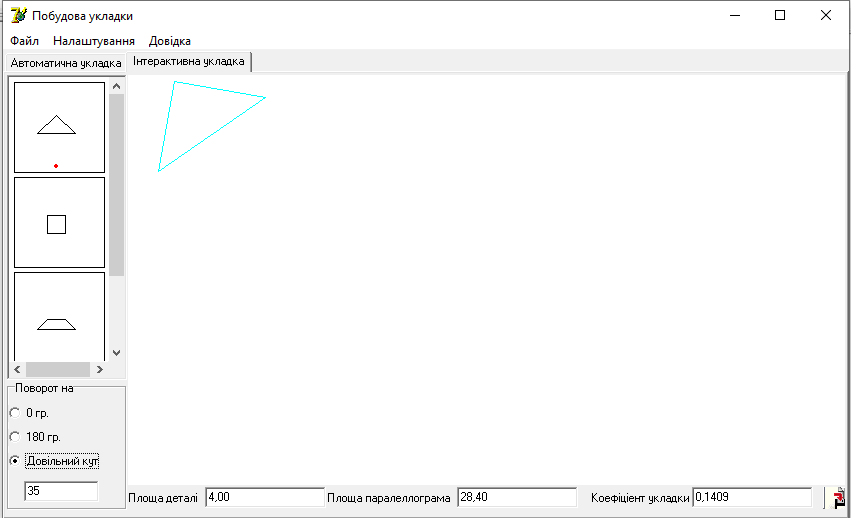 Побудова укладки
Файл Налаштування Довідка
Автоматична укладка Інтерактивна укладка
Поворот на
0 гр.
180 гр.
Довільний кут
35
Площа деталі 4,00 Площа паралеллограма 28,40 Коефіцієнт укладки 0,1409